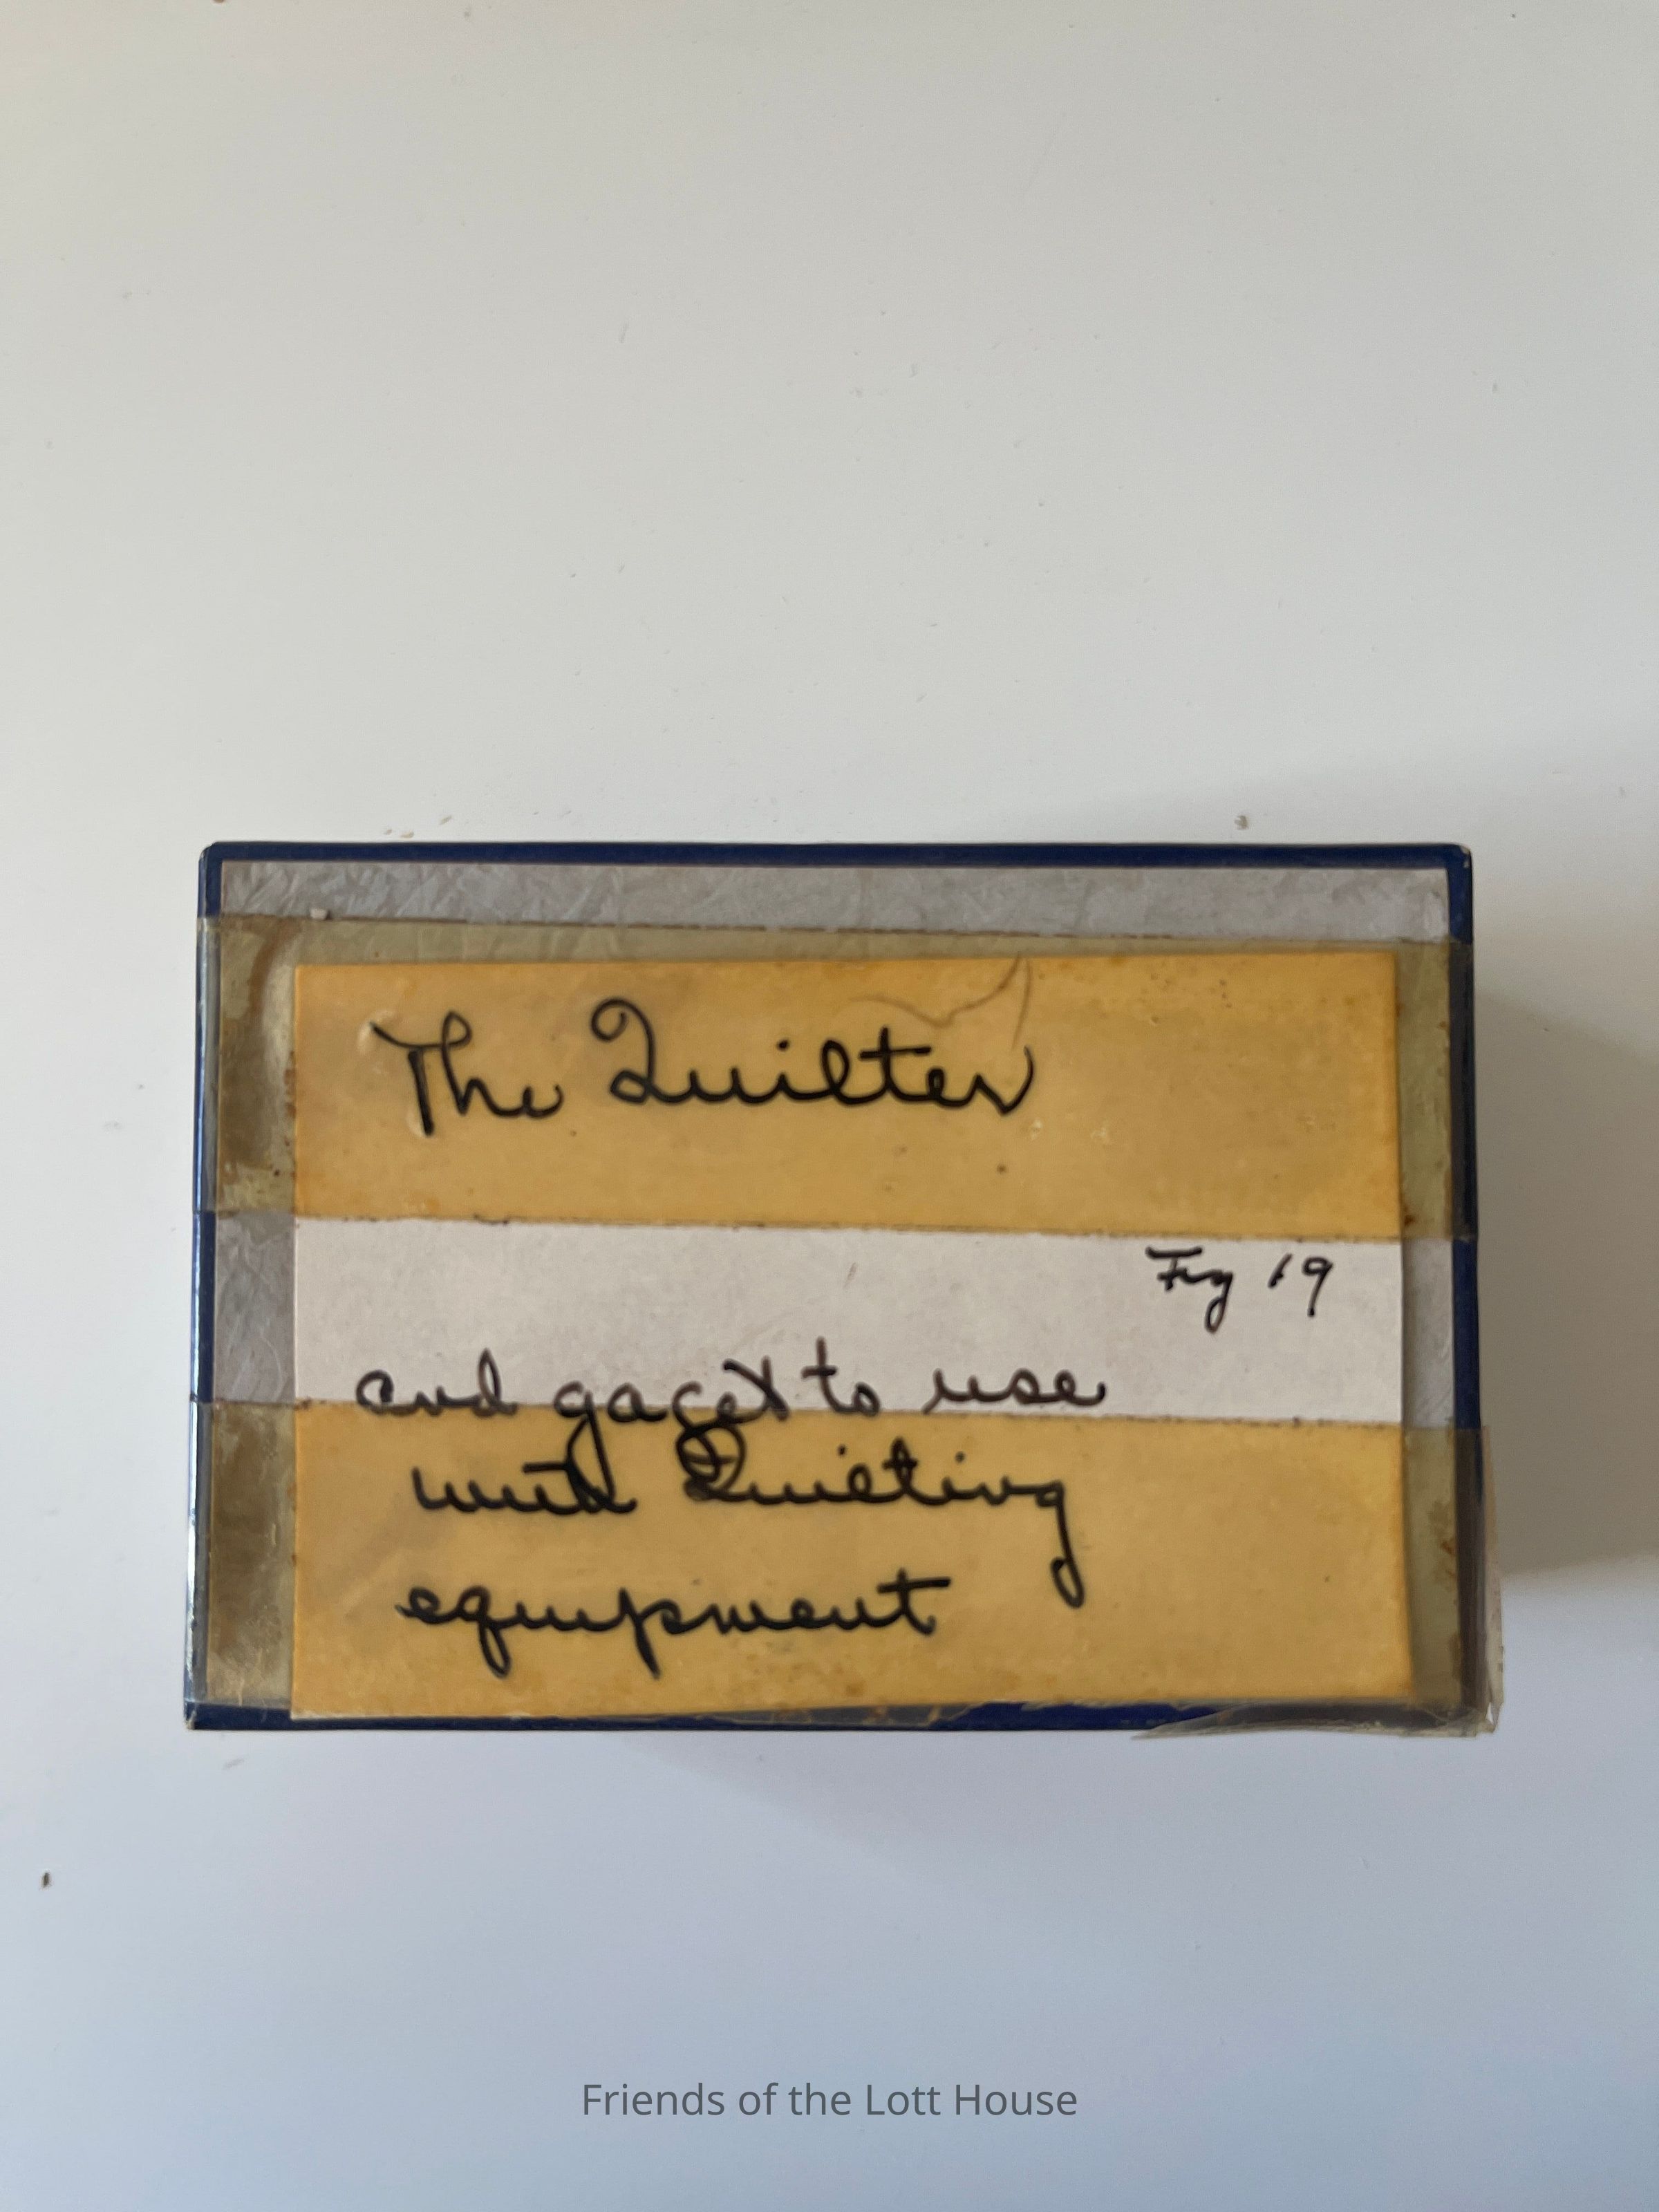 The Quilter
Fig 19
and gaget to use
with Quilting
equipment
Friends of the Lott House